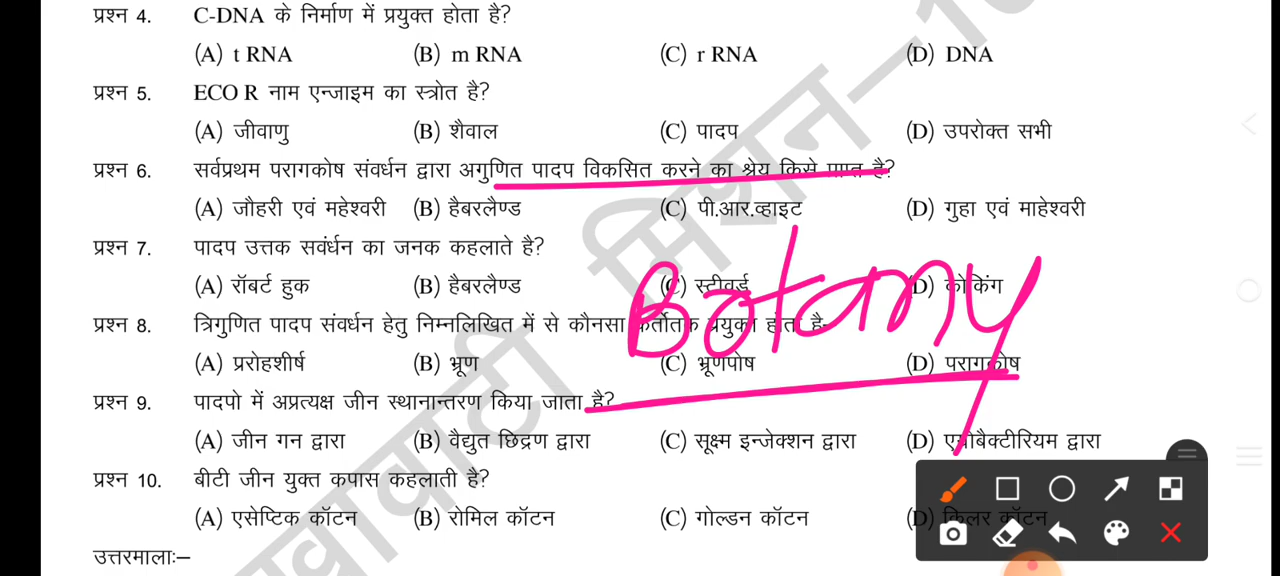 प्रश्न 4. C-DNA के निर्माण में प्रयुक्त होता है?
(A) t RNA (B) m RNA (C) r RNA (D) DNA
प्रश्न 5. ECO R नाम एन्जाइम का स्त्रोत है?
(A) जीवाणु (B) शैवाल (C) पादप (D) उपरोक्त सभी
प्रश्न 6. सर्वप्रथम परागकोष संवर्धन द्वारा अगुणित पादप विकसित करने का श्रेय किसे प्राप्त है?
(A) जौहरी एवं महेश्वरी (B) हैबरलैण्ड (C) पी.आर.व्हाइट (D) गुहा एवं माहेश्वरी
प्रश्न 7. पादप उत्तक सवंर्धन का जनक कहलाते है?
(A) रॉबर्ट हुक (B) हैबरलैण्ड (C) स्टीवर्ड (D) कोकिंग
Botany
प्रश्न 8. त्रिगुणित पादप संवर्धन हेतु निम्नलिखित में से कौनसा प्रयुक्त होता है-
(A) प्ररोहशीर्ष (B) भ्रूण (C) भ्रूणपोष (D) परागकोष
प्रश्न 9. पादपो में अप्रत्यक्ष जीन स्थानान्तरण किया जाता है?
(A) जीन गन द्वारा (B) वैद्युत छिद्रण द्वारा (C) सूक्ष्म इन्जेक्शन द्वारा (D) एग्रोबैक्टीरियम द्वारा
प्रश्न 10. बीटी जीन युक्त कपास कहलाती है?
(A) एसेप्टिक कॉटन (B) रोमिल कॉटन (C) गोल्डन कॉटन (D) किलर कॉटन
उत्तरमालाः–